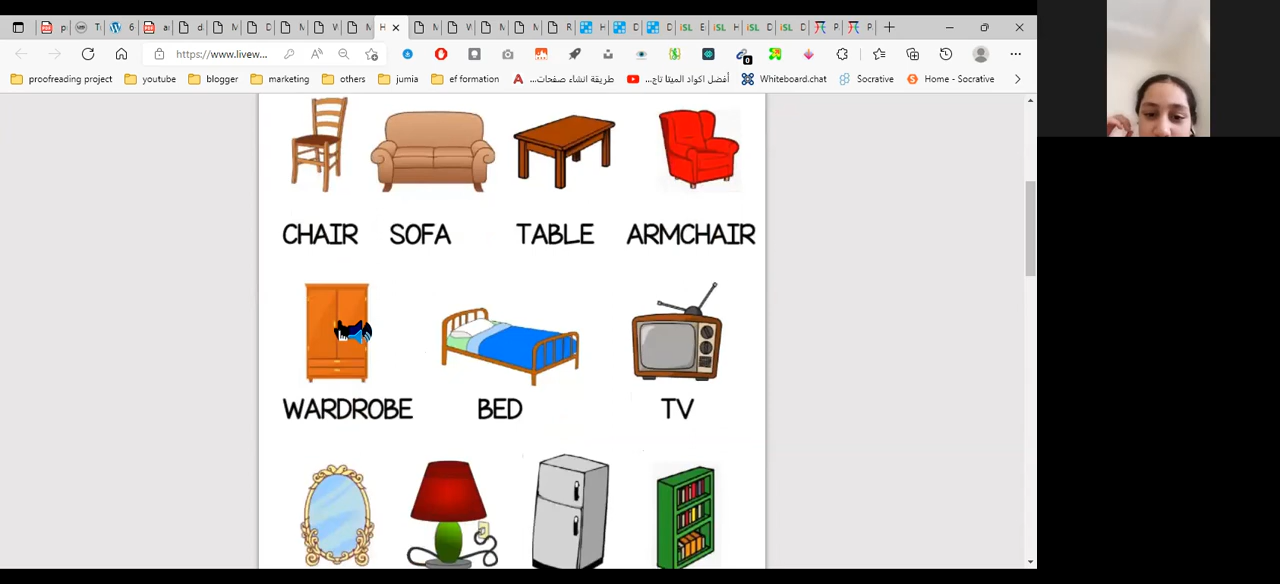 https://www.livew...
proofreading project
youtube
blogger
marketing
others
jumia
ef formation
طريقة انشاء صفحات...
أفضل اكواد الميتا تاج...
Whiteboard.chat
Socrative
Home - Socrative
CHAIR SOFA TABLE ARMCHAIR
WARDROBE BED TV